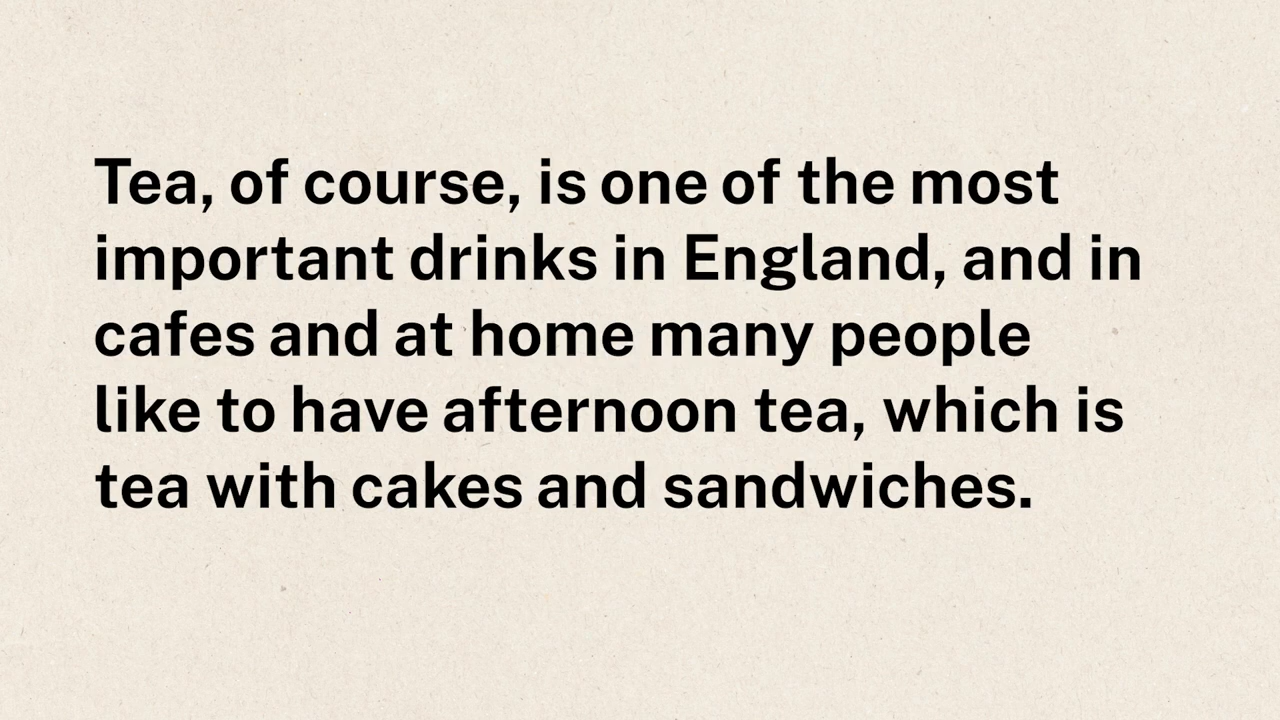 Tea, of course, is one of the most
important drinks in England, and in
cafes and at home many people
like to have afternoon tea, which is
tea with cakes and sandwiches.